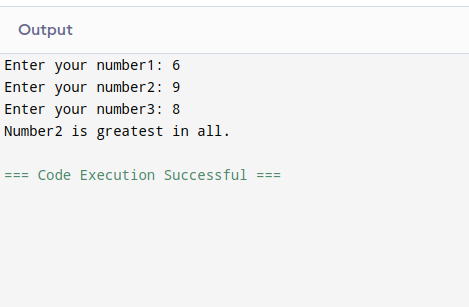 Output
Enter your number1: 6
Enter your number2: 9
Enter your number3: 8
Number2 is greatest in all.
=== Code Execution Successful ===